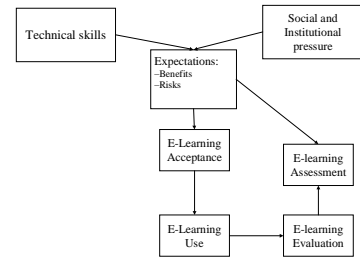 Technical skills
Social and
Institutional
pressure
Expectations:
–Benefits
–Risks
E-Learning
Acceptance
E-learning
Assessment
E-Learning
Use
E-learning
Evaluation